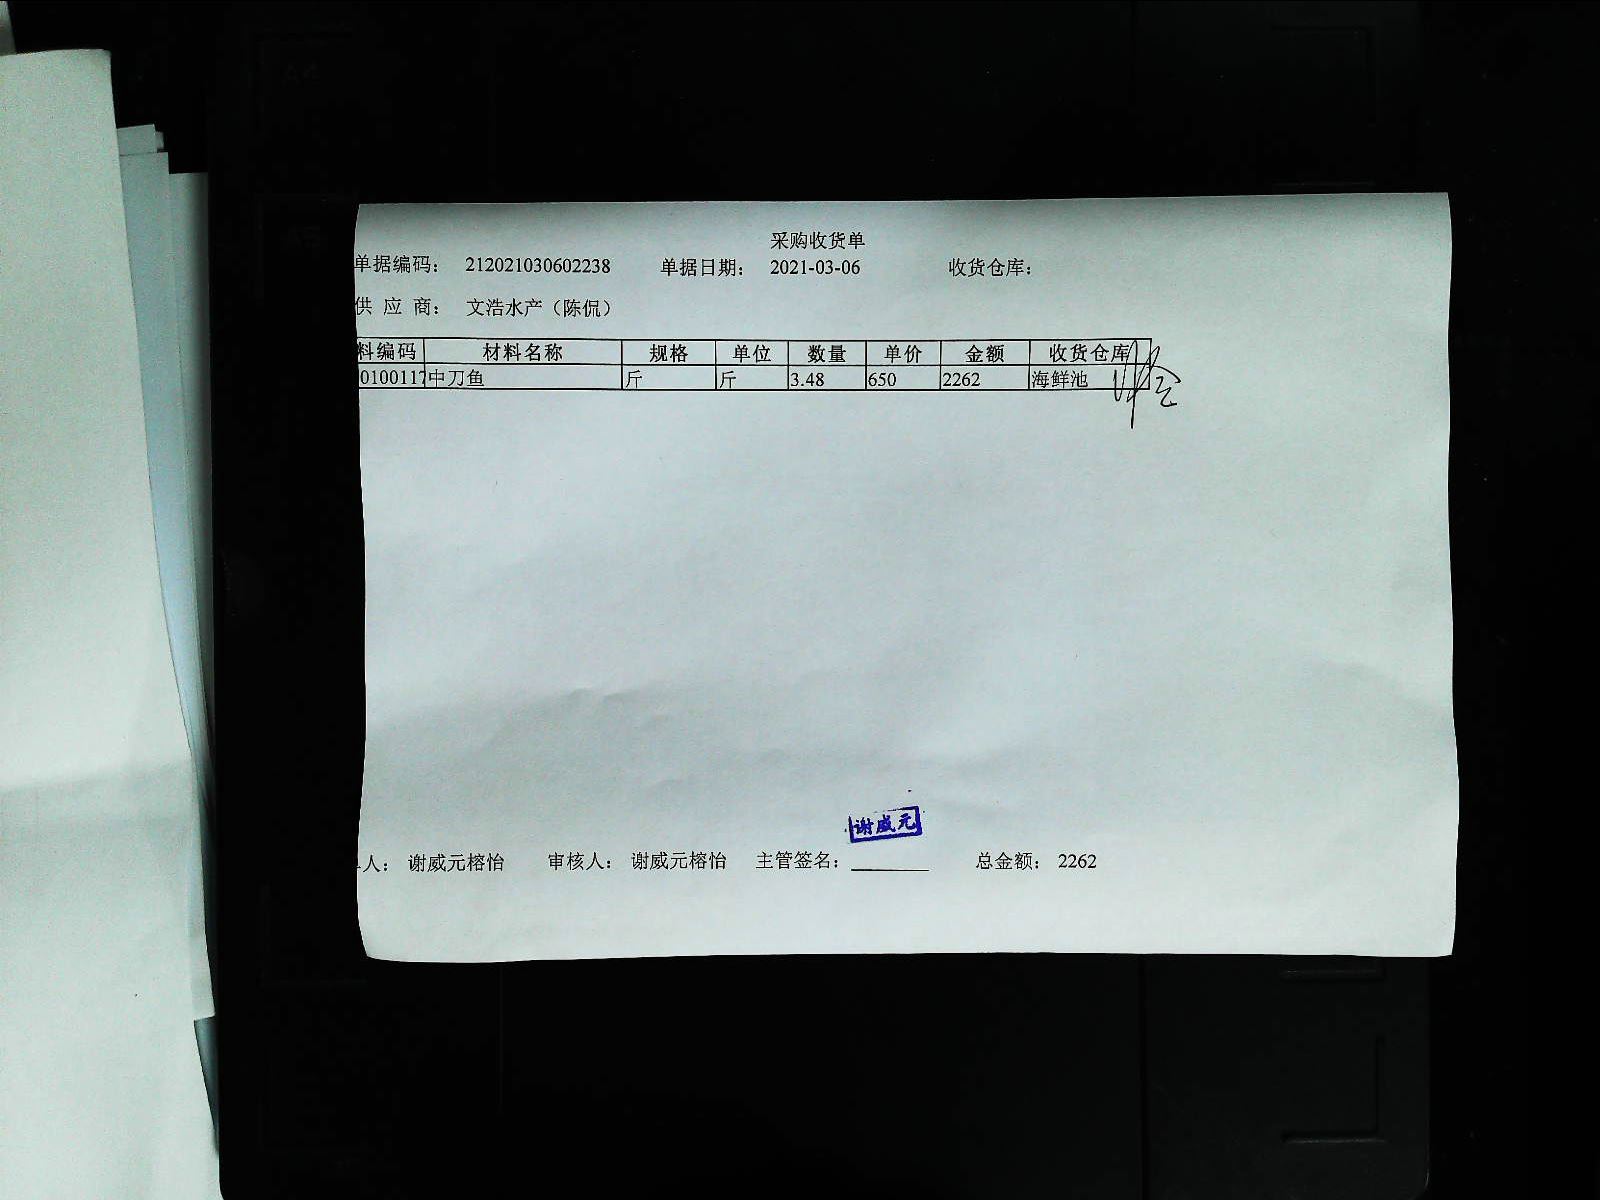 采购收货单
单据编码： 212021030602238 单据日期： 2021-03-06 收货仓库：
供 应 商： 文浩水产（陈侃）
料编码 材料名称 规格 单位 数量 单价 金额 收货仓库
0100117 中刀鱼 斤 斤 3.48 650 2262 海鲜池
谢威元
人： 谢威元榕怡 审核人： 谢威元榕怡 主管签名： 总金额： 2262